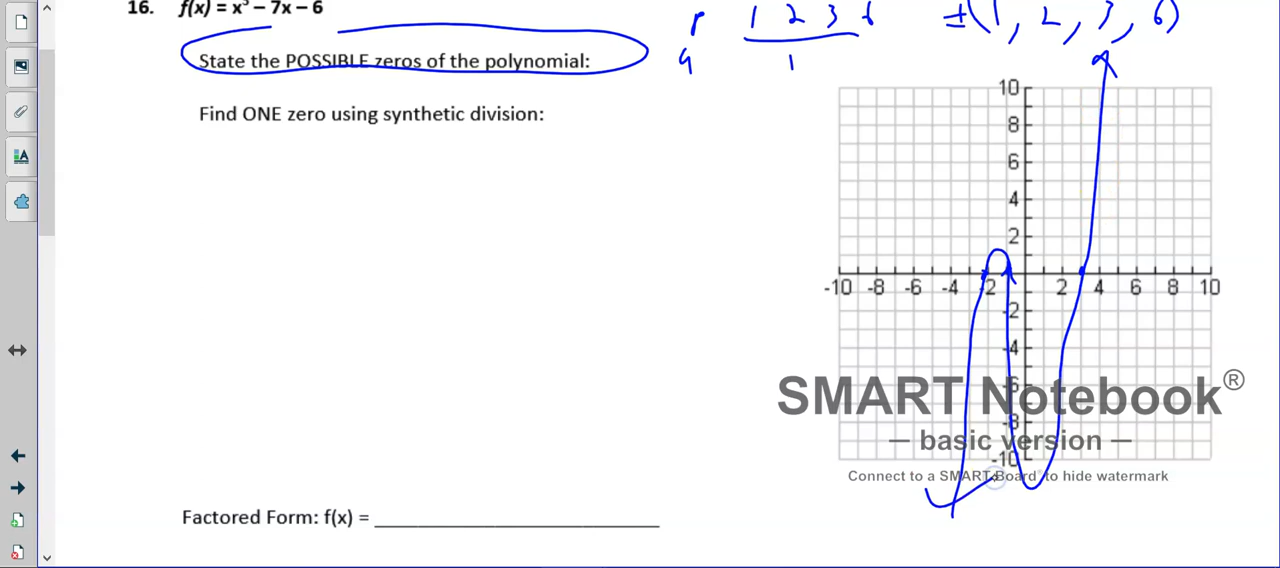 16. f(x) = x³ – 7x – 6
p 1 2 3 6 ±(1, 2, 3, 6)
State the POSSIBLE zeros of the polynomial:
q 1
Find ONE zero using synthetic division:
10
8
6
4
2
-10 -8 -6 -4 -2 2 4 6 8 10
-2
-4
-6
SMART Notebook®
-8
— basic version —
-10
Connect to a SMART Board® to hide watermark
Factored Form: f(x) = ____________________